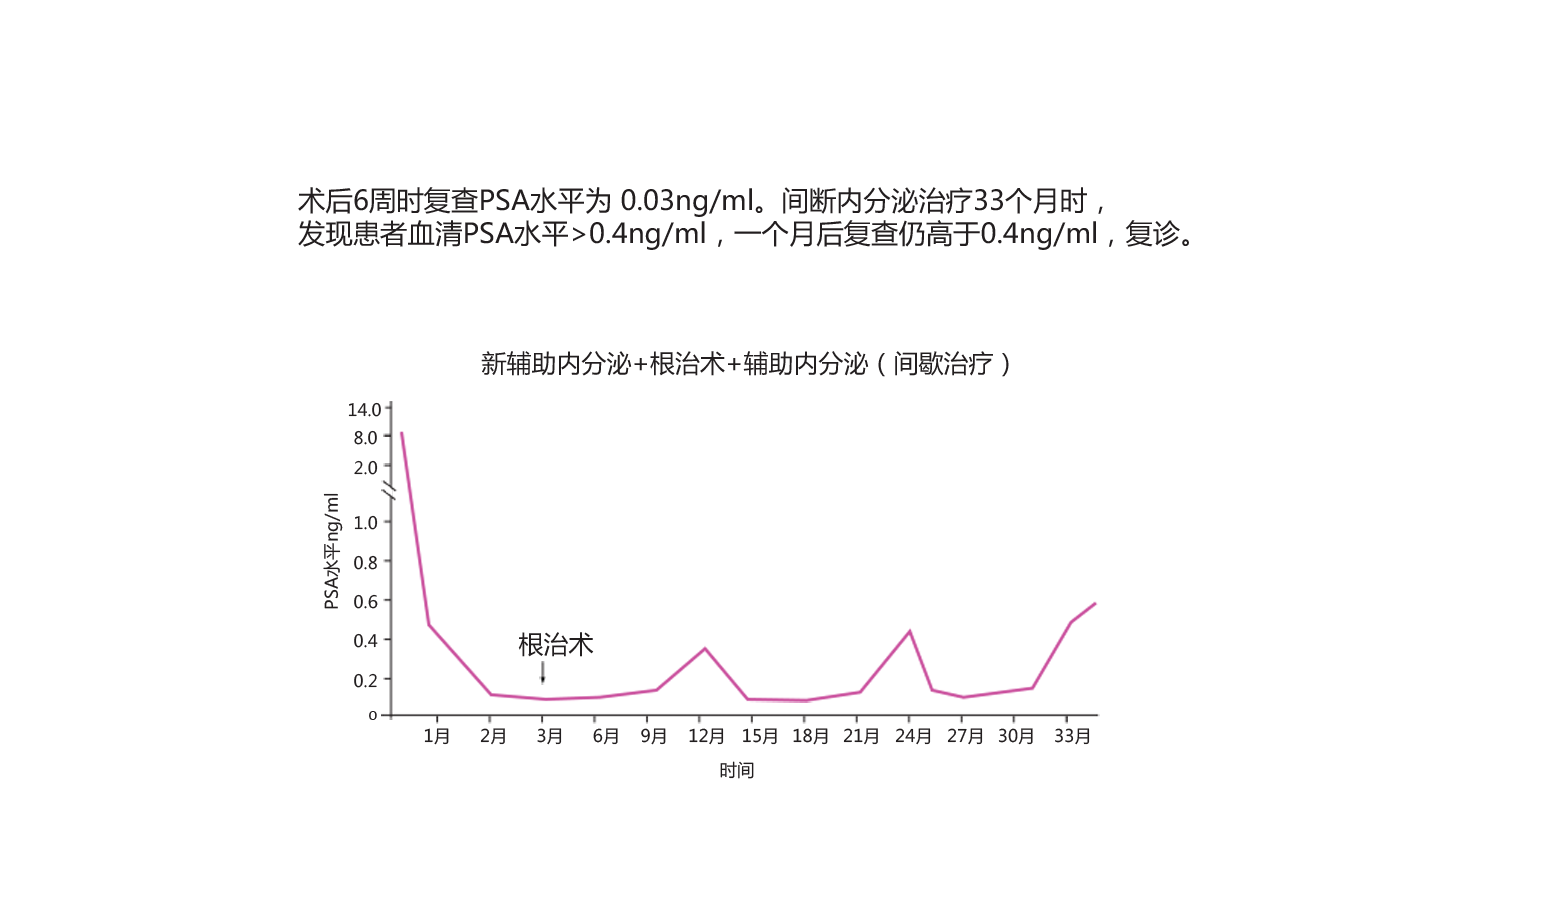 术后6周时复查PSA水平为 0.03ng/ml。间断内分泌治疗33个月时，
发现患者血清PSA水平>0.4ng/ml，一个月后复查仍高于0.4ng/ml，复诊。
新辅助内分泌+根治术+辅助内分泌（间歇治疗）
14.0
8.0
2.0
1.0
0.8
0.6
0.4
0.2
0
PSA水平ng/ml
根治术
1月 2月 3月 6月 9月 12月 15月 18月 21月 24月 27月 30月 33月
时间